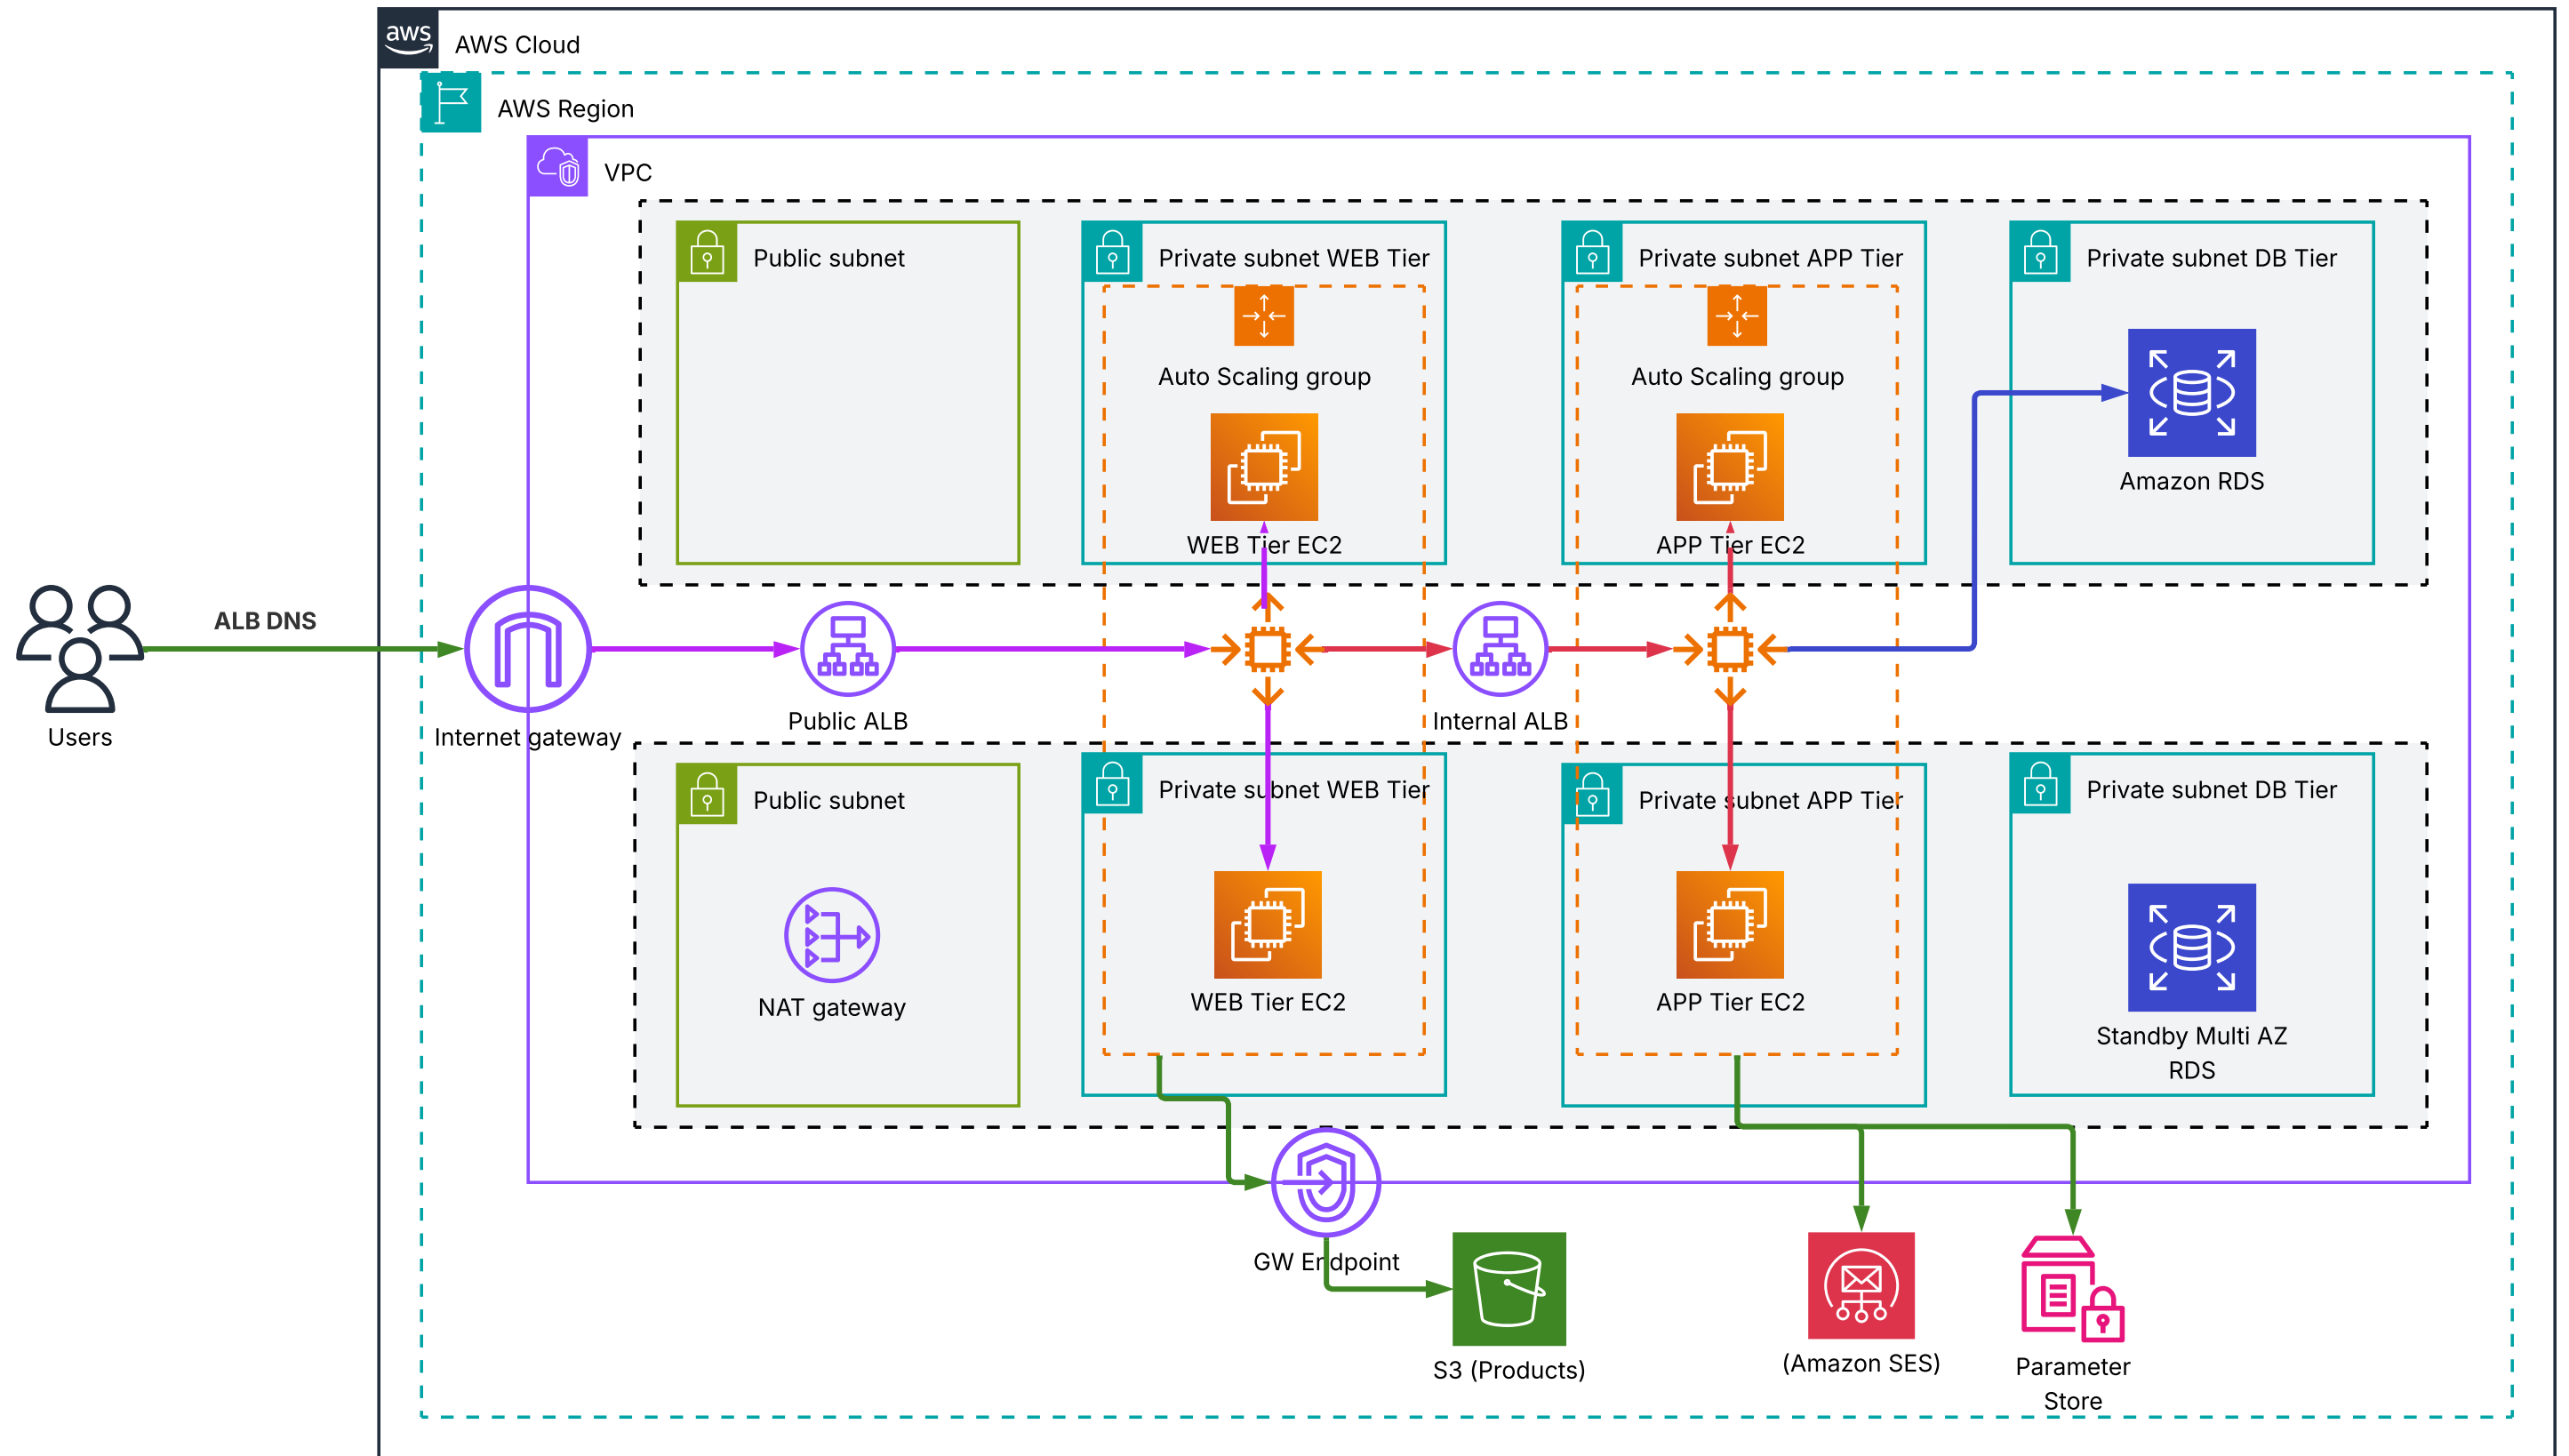 aws
AWS Cloud
AWS Region
VPC
Public subnet
Private subnet WEB Tier
Private subnet APP Tier
Private subnet DB Tier
Auto Scaling group
Auto Scaling group
Amazon RDS
WEB Tier EC2
APP Tier EC2
ALB DNS
Users
Internet gateway
Public ALB
Internal ALB
Public subnet
Private subnet WEB Tier
Private subnet APP Tier
Private subnet DB Tier
NAT gateway
WEB Tier EC2
APP Tier EC2
Standby Multi AZ
RDS
GW Endpoint
S3 (Products)
(Amazon SES)
Parameter
Store